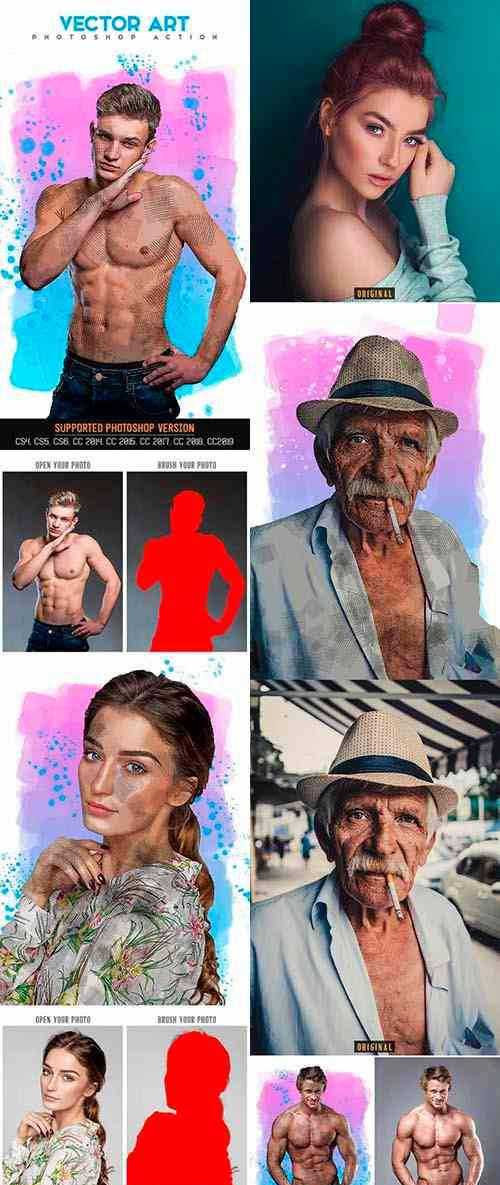 VECTOR ART
PHOTOSHOP ACTION
ORIGINAL
SUPPORTED PHOTOSHOP VERSION
CS4, CS5, CS6, CC 2014, CC 2015, CC 2017, CC 2018, CC2019
OPEN YOUR PHOTO
BRUSH YOUR PHOTO
OPEN YOUR PHOTO
BRUSH YOUR PHOTO
ORIGINAL